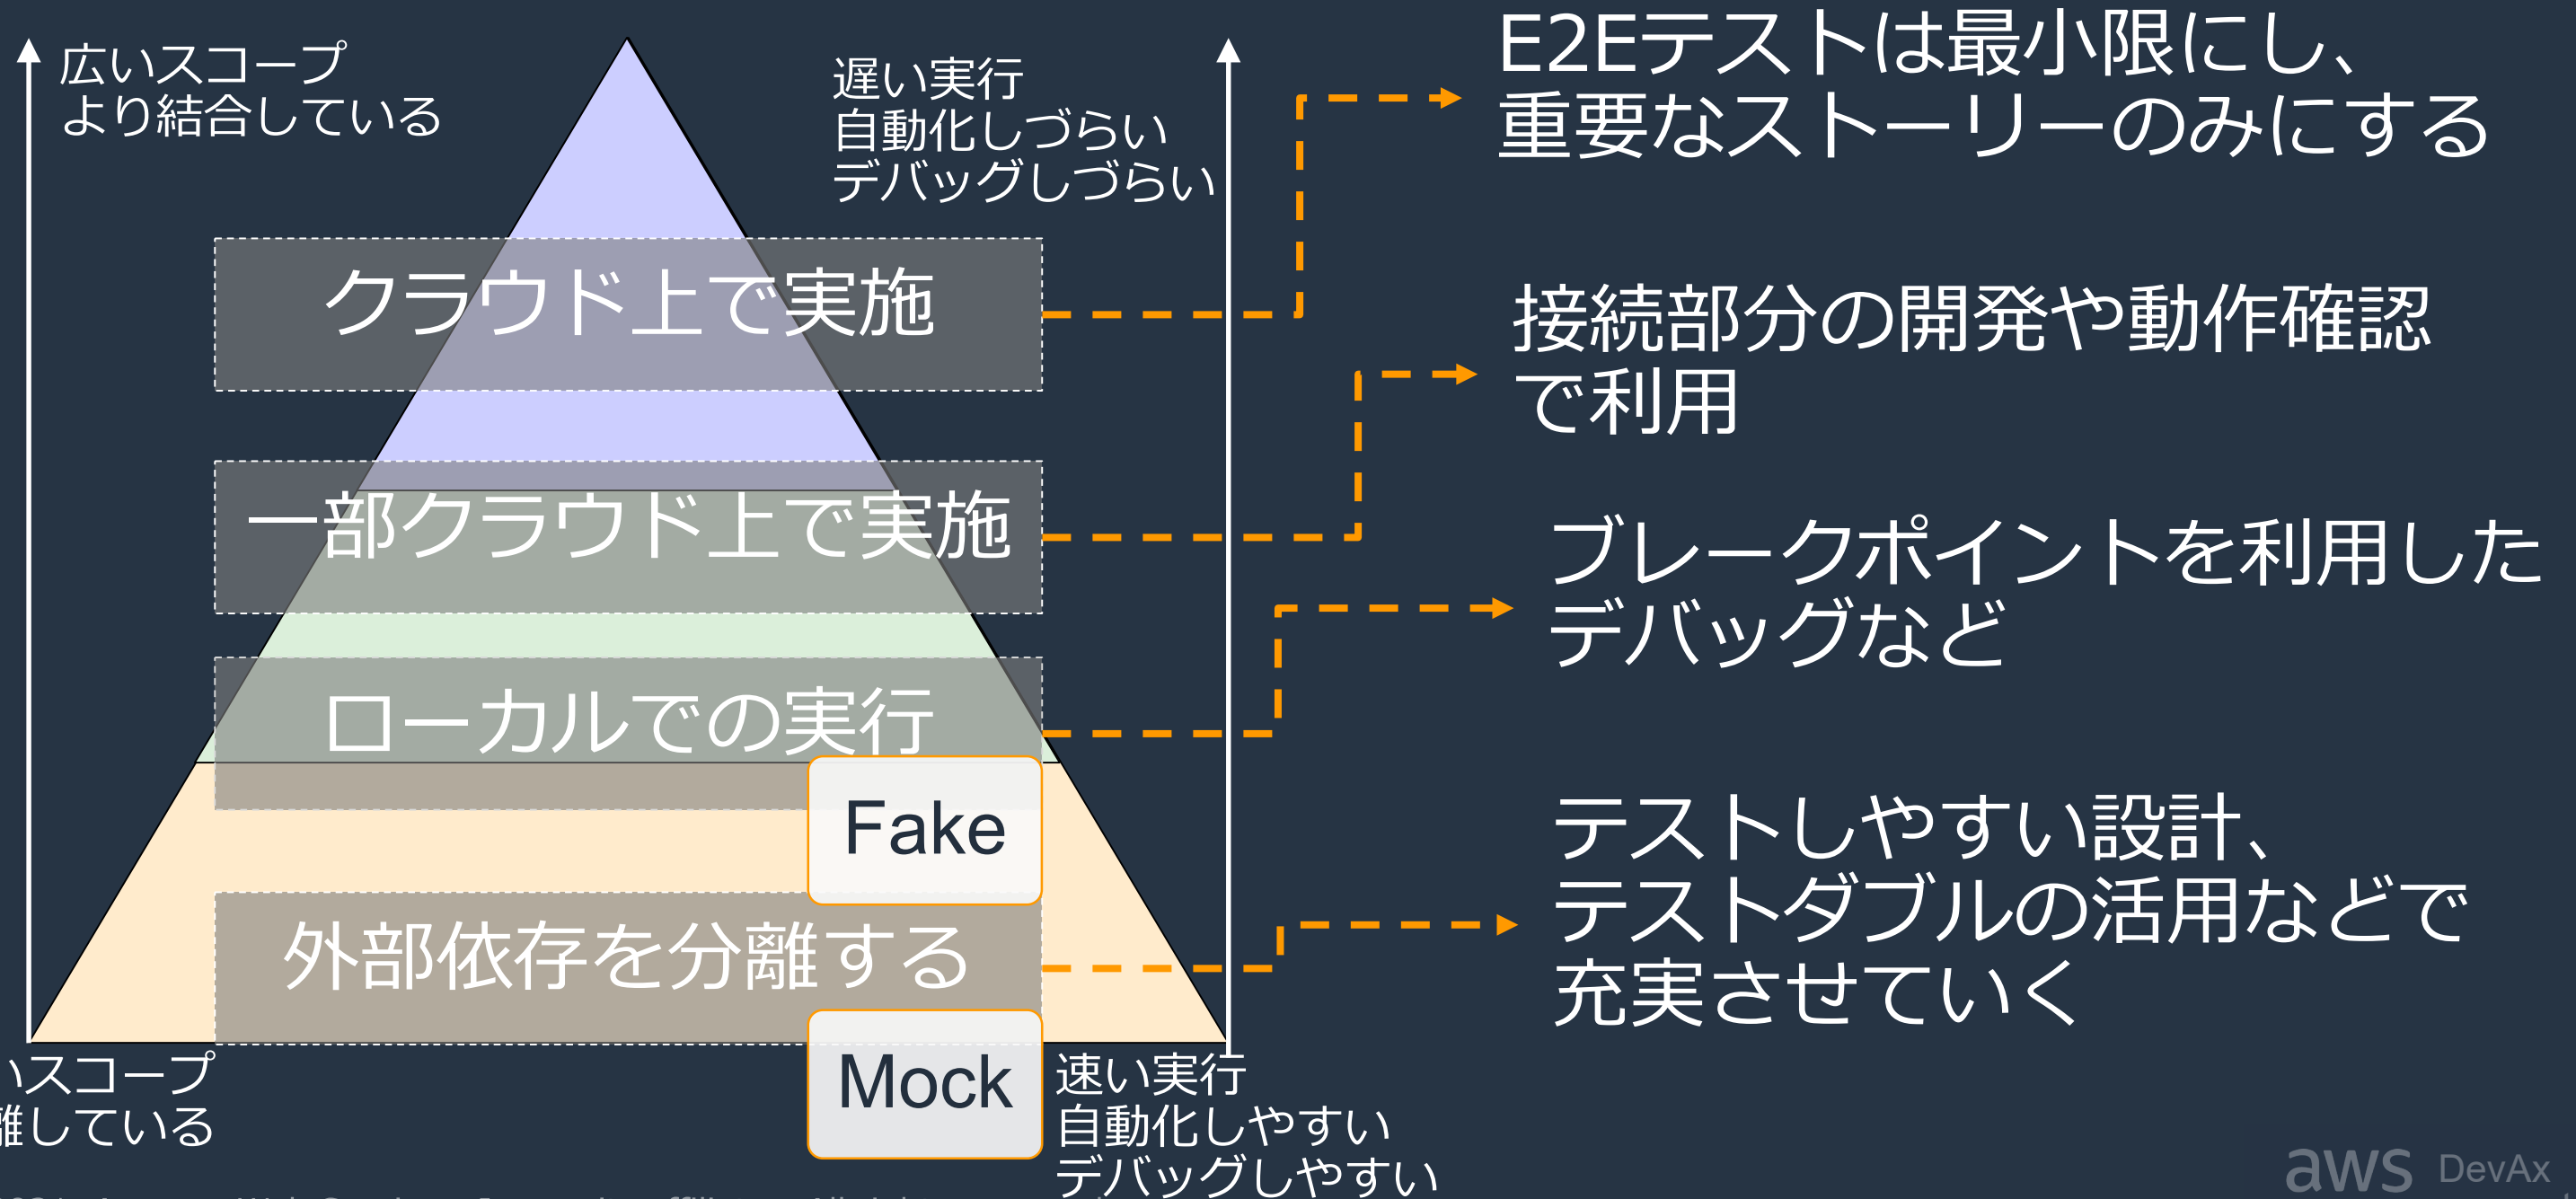 広いスコープ
より結合している
遅い実行
自動化しづらい
デバッグしづらい
E2Eテストは最小限にし、
重要なストーリーのみにする
クラウド上で実施
接続部分の開発や動作確認
で利用
一部クラウド上で実施
ブレークポイントを利用した
デバッグなど
ローカルでの実行
Fake
テストしやすい設計、
テストダブルの活用などで
充実させていく
外部依存を分離する
Mock
いスコープ
離している
速い実行
自動化しやすい
デバッグしやすい
aws DevAx